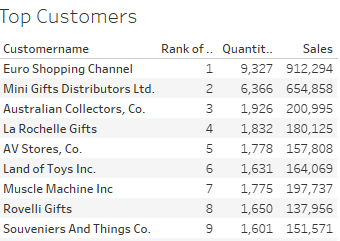 Top Customers
Customername Rank of .. Quantit.. Sales
Euro Shopping Channel 1 9,327 912,294
Mini Gifts Distributors Ltd. 2 6,366 654,858
Australian Collectors, Co. 3 1,926 200,995
La Rochelle Gifts 4 1,832 180,125
AV Stores, Co. 5 1,778 157,808
Land of Toys Inc. 6 1,631 164,069
Muscle Machine Inc 7 1,775 197,737
Rovelli Gifts 8 1,650 137,956
Souveniers And Things Co. 9 1,601 151,571